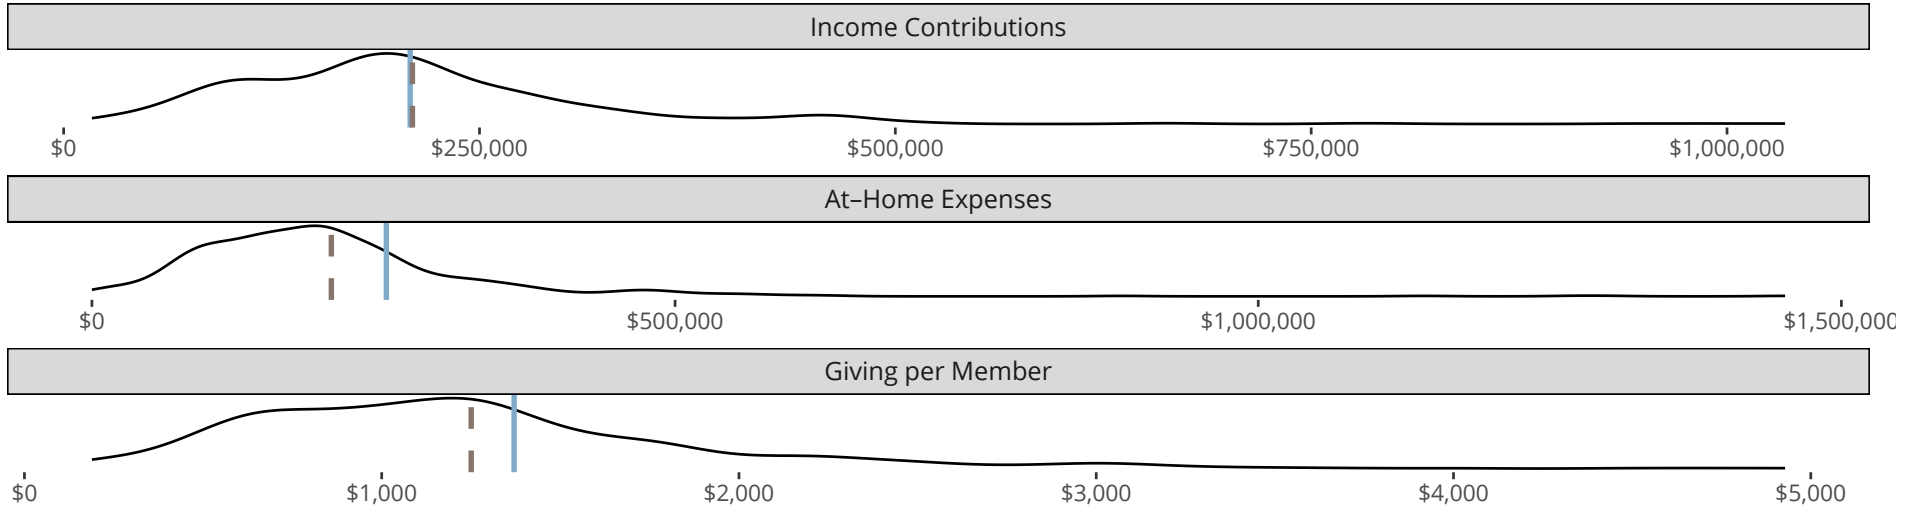 Income Contributions
$0 $250,000 $500,000 $750,000 $1,000,000
At–Home Expenses
$0 $500,000 $1,000,000 $1,500,000
Giving per Member
$0 $1,000 $2,000 $3,000 $4,000 $5,000